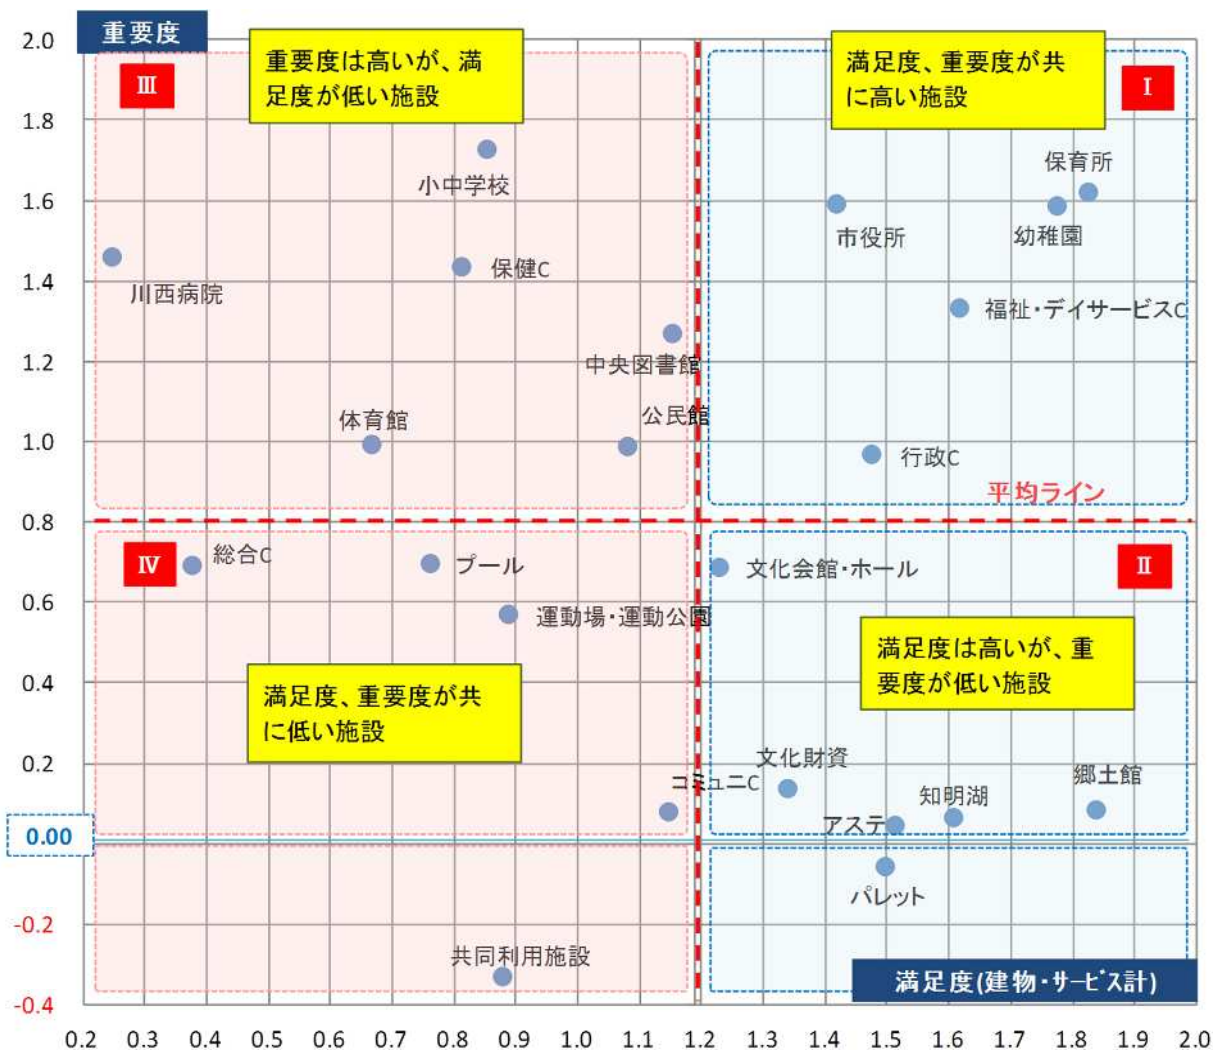 重要度
2.0
1.8
1.6
1.4
1.2
1.0
0.8
0.6
0.4
0.2
0.00
-0.2
-0.4
Ⅲ
重要度は高いが、満
足度が低い施設
満足度、重要度が共
に高い施設
Ⅰ
小中学校
保育所
市役所
幼稚園
川西病院
保健C
福祉・デイサービスC
中央図書館
体育館
公民館
行政C
平均ライン
Ⅳ
総合C
プール
文化会館・ホール
Ⅱ
運動場・運動公園
満足度は高いが、重
要度が低い施設
満足度、重要度が共
に低い施設
コミュニC
文化財資
アステ
知明湖
郷土館
パレット
共同利用施設
満足度(建物・サービス計)
0.2 0.3 0.4 0.5 0.6 0.7 0.8 0.9 1.0 1.1 1.2 1.3 1.4 1.5 1.6 1.7 1.8 1.9 2.0